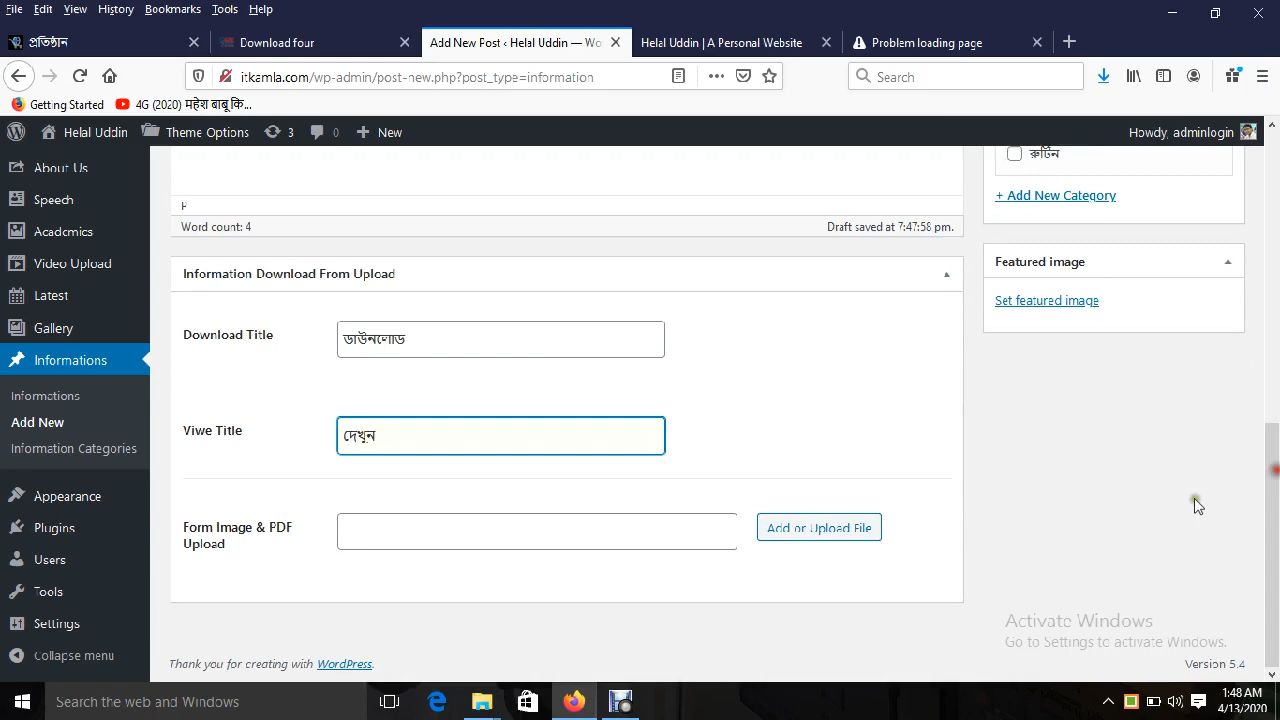 File Edit View History Bookmarks Tools Help
প্রতিষ্ঠান
Download four
Add New Post ‹ Helal Uddin — Wo
Helal Uddin | A Personal Website
Problem loading page
itkamla.com/wp-admin/post-new.php?post_type=information
Search
Getting Started
4G (2020) महेश बाबू कि...
Helal Uddin
Theme Options
3
0
New
Howdy, adminlogin
About Us
Speech
Acadcmics
Video Upload
Latest
Gallery
Informations
Informations
Add New
Information Categories
Appearance
Plugins
Users
Tools
Settings
Collapse menu
P
Word count: 4
Draft saved at 7:47:58 pm.
Information Download From Upload
Download Title
ডাউনলোড
Viwe Title
দেখুন
Form Image & PDF
Upload
Add or Upload File
রুটিন
+ Add New Category
Featured image
Set featured image
Activate Windows
Go to Settings to activate Windows.
Thank you for creating with WordPress.
Version 5.4
Search the web and Windows
1:48 AM
4/13/2020